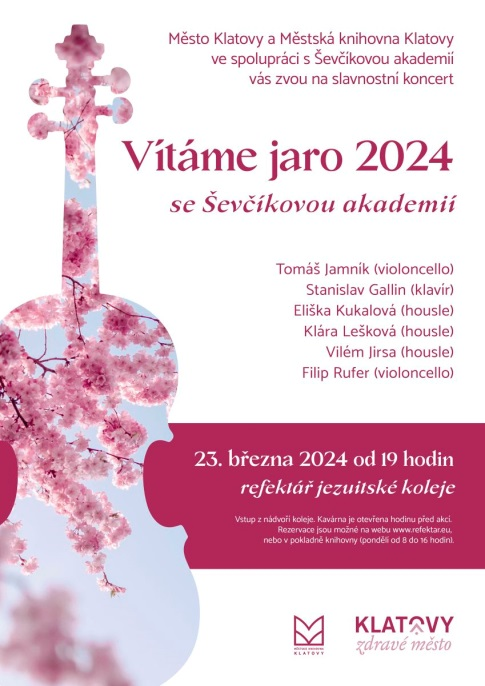 Město Klatovy a Městská knihovna Klatovy
ve spolupráci s Ševčíkovou akademií
vás zvou na slavnostní koncert
Vítáme jaro 2024
se Ševčíkovou akademií
Tomáš Jamník (violoncello)
Stanislav Gallin (klavír)
Eliška Kukalová (housle)
Klára Lešková (housle)
Vilém Jirsa (housle)
Filip Rufer (violoncello)
23. března 2024 od 19 hodin
refektář jezuitské koleje
Vstup z nádvoří koleje. Kavárna je otevřena hodinu před akcí.
Rezervace jsou možné na webu www.refektar.eu,
nebo v pokladně knihovny (pondělí od 8 do 16 hodin).
MĚSTSKÁ KNIHOVNA
KLATOVY
KLATOVY
zdravé město